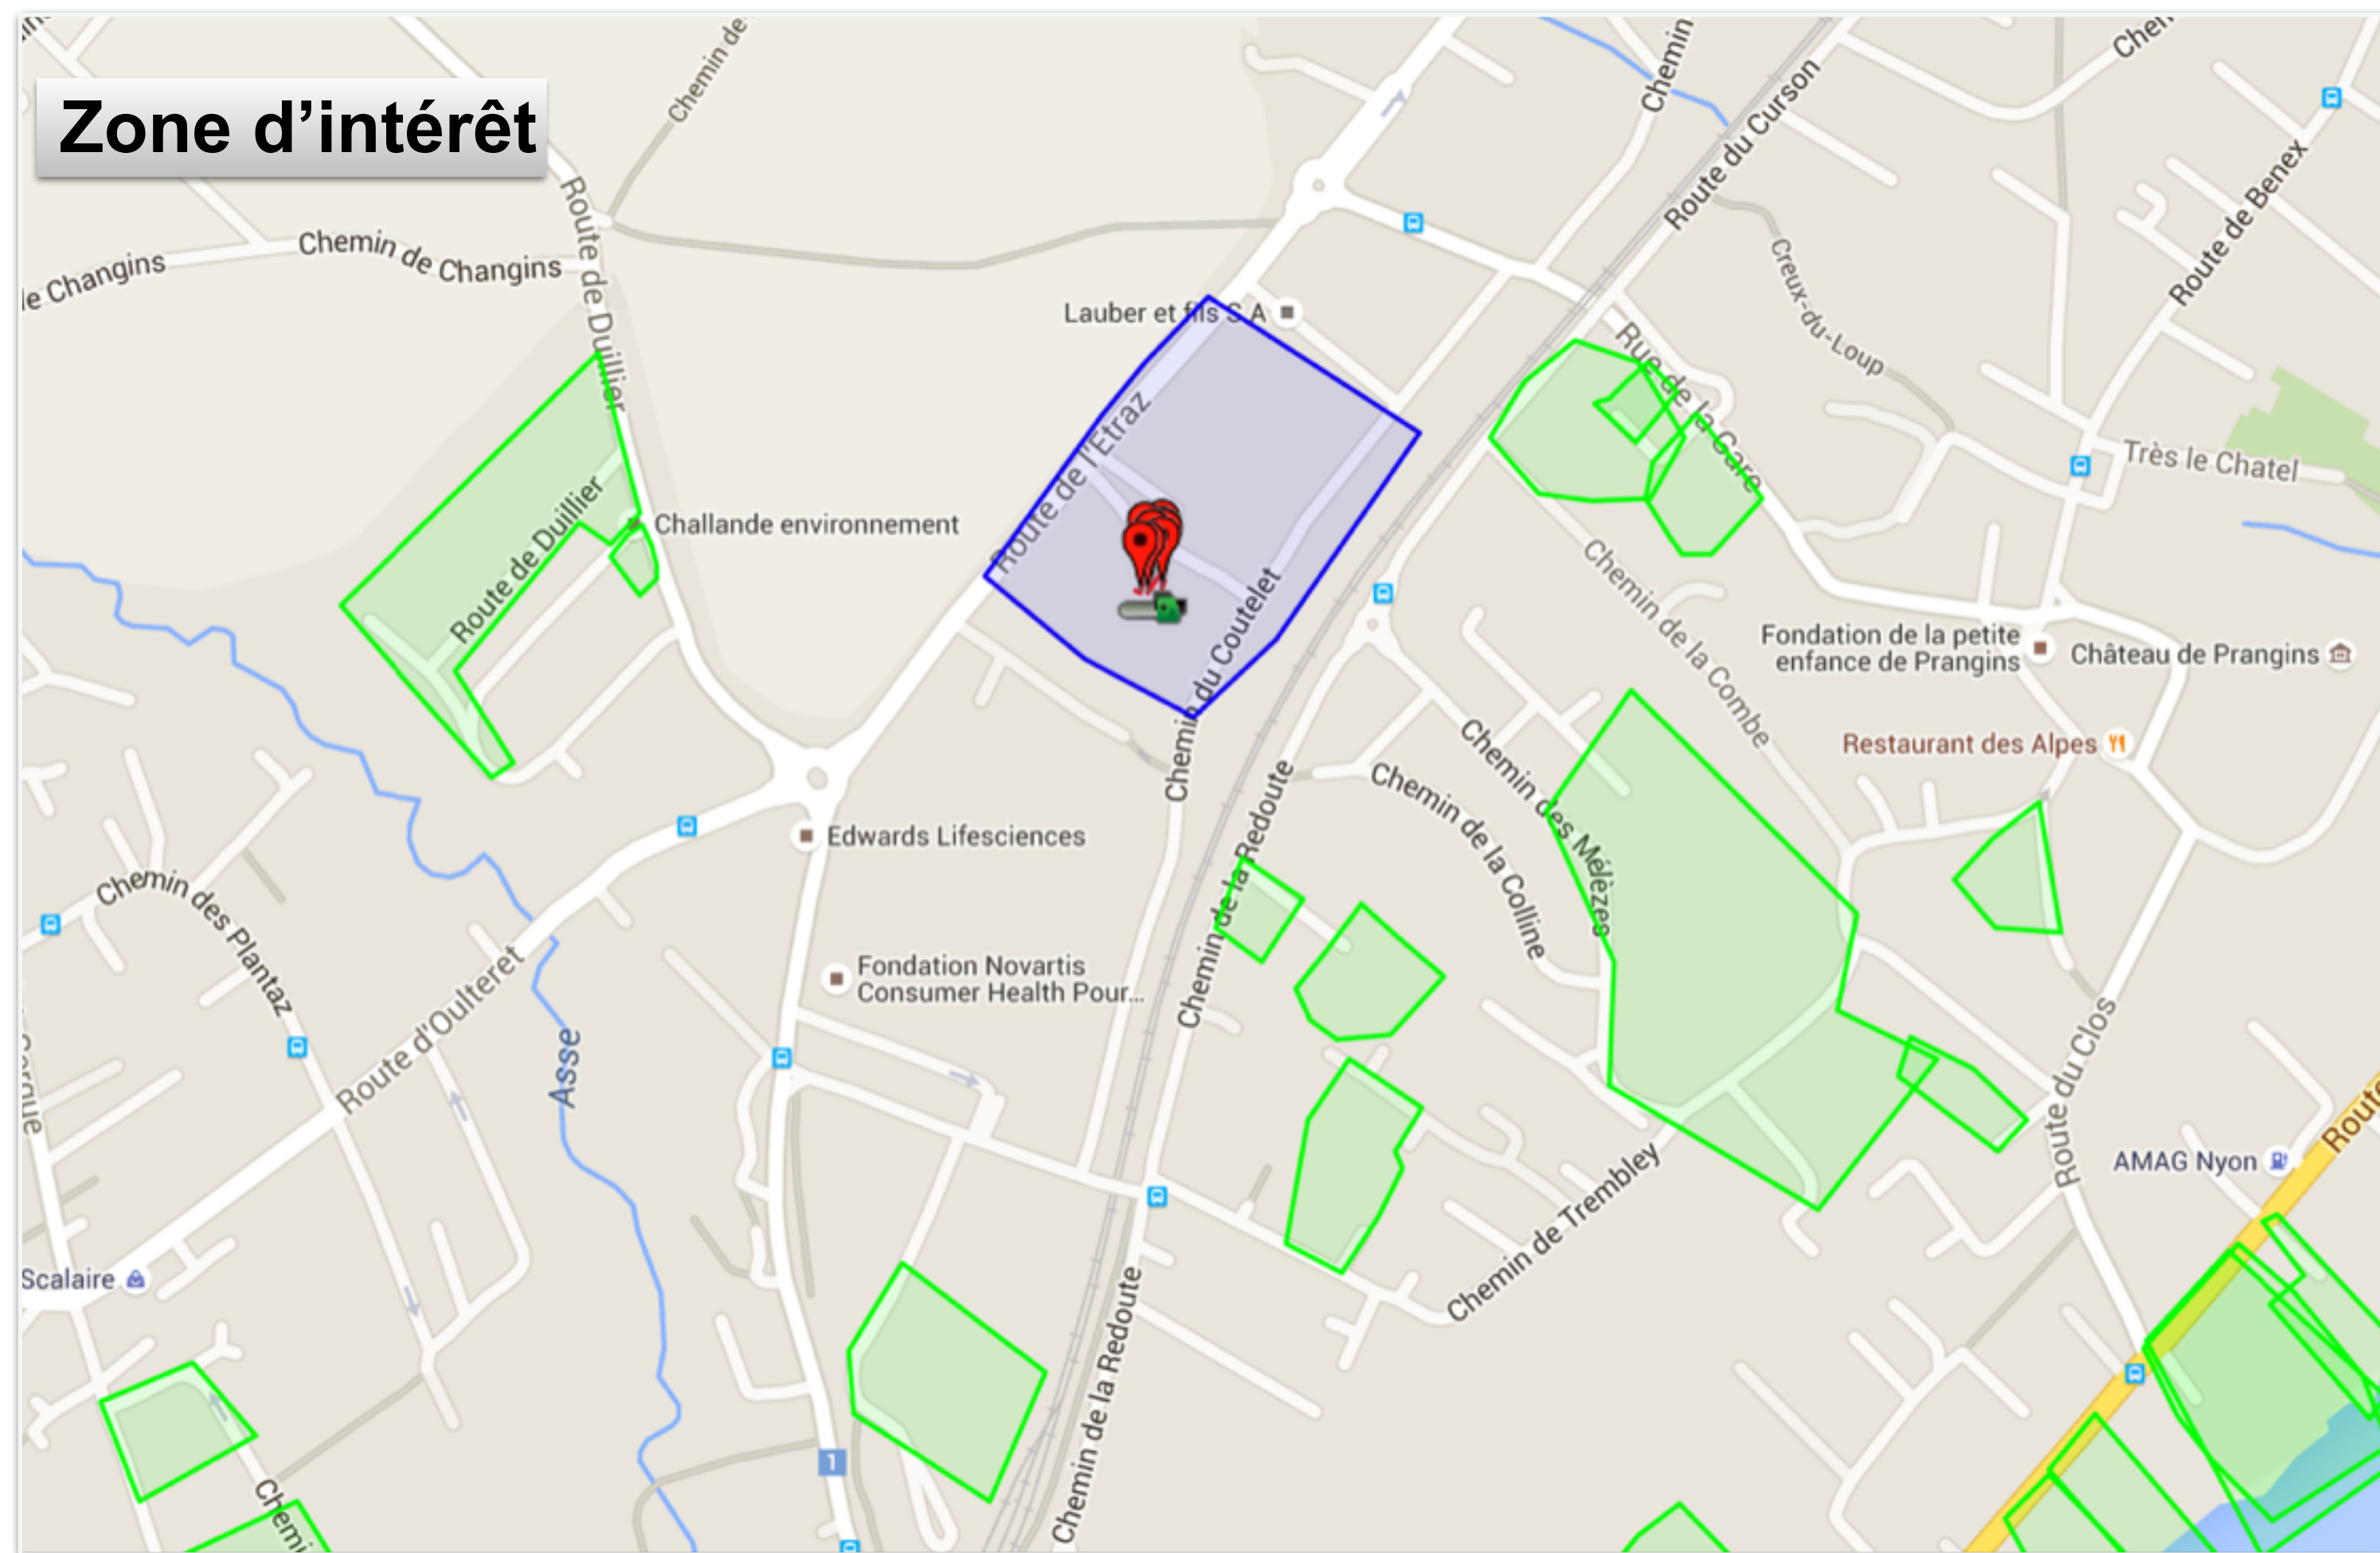 Zone d’intérêt
Chemin de
Chemin
Route du Curson
Route de Benex
Route de Duillier
Chemin de Changins
le Changins
Creux-du-Loup
Lauber et fils S.A
Rue de la Gare
Route de l'Etraz
Très le Chatel
Route de Duillier
Challande environnement
Chemin du Coutelet
Chemin de la Combe
Fondation de la petite
enfance de Prangins
Château de Prangins
Restaurant des Alpes
Chemin des Mélèzes
Chemin de la Colline
Chemin de la Redoute
Edwards Lifesciences
Chemin des Plantaz
Route d'Oulteret
Fondation Novartis
Consumer Health Pour...
Asse
Route du Clos
Route
AMAG Nyon
Chemin de Trembley
Scalaire
Chemin de la Redoute
1
Chemi